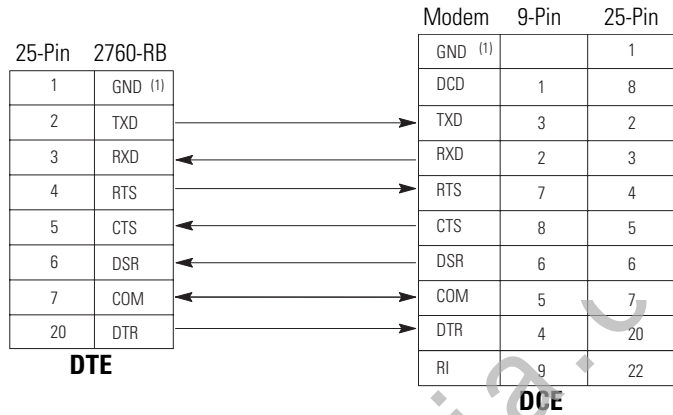 Modem 9-Pin 25-Pin
GND (1) 1
DCD 1 8
TXD 3 2
RXD 2 3
RTS 7 4
CTS 8 5
DSR 6 6
COM 5 7
DTR 4 20
RI 9 22
DCE
25-Pin 2760-RB
1 GND (1)
2 TXD
3 RXD
4 RTS
5 CTS
6 DSR
7 COM
20 DTR
DTE